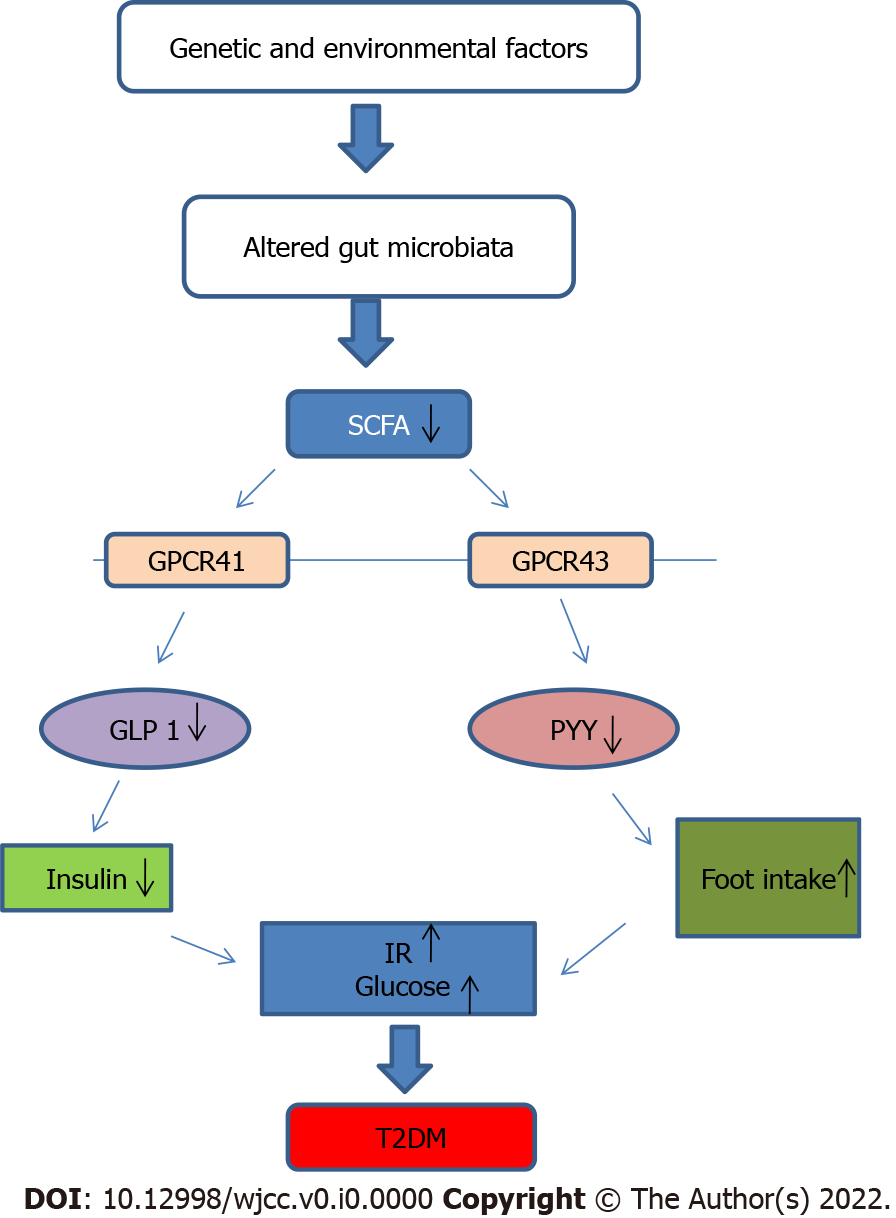 Genetic and environmental factors
Altered gut microbiata
SCFA ↓
GPCR41
GPCR43
GLP 1 ↓
PYY ↓
Insulin ↓
Foot intake ↑
IR ↑
Glucose ↑
T2DM
DOI: 10.12998/wjcc.v0.i0.0000 Copyright © The Author(s) 2022.